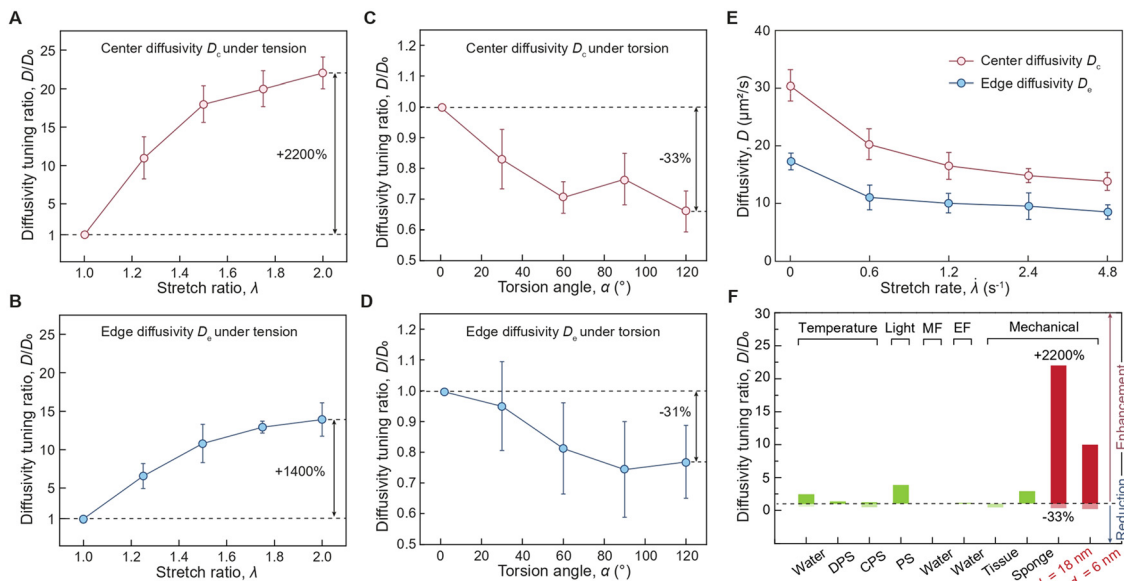 A
Center diffusivity Dc under tension
Diffusivity tuning ratio, D/D₀
25
20
15
10
5
1
+2200%
1.0 1.2 1.4 1.6 1.8 2.0
Stretch ratio, λ
B
Edge diffusivity De under tension
Diffusivity tuning ratio, D/D₀
25
20
15
10
5
1
+1400%
1.0 1.2 1.4 1.6 1.8 2.0
Stretch ratio, λ
C
Center diffusivity Dc under torsion
Diffusivity tuning ratio, D/D₀
1.2
1.1
1.0
0.9
0.8
0.7
0.6
0.5
-33%
0 20 40 60 80 100 120
Torsion angle, α (°)
D
Edge diffusivity De under torsion
Diffusivity tuning ratio, D/D₀
1.2
1.1
1.0
0.9
0.8
0.7
0.6
0.5
-31%
0 20 40 60 80 100 120
Torsion angle, α (°)
E
Diffusivity, D (μm²/s)
40
30
20
10
0
Center diffusivity Dc
Edge diffusivity De
0 0.6 1.2 2.4 4.8
Stretch rate, λ̇ (s⁻¹)
F
Diffusivity tuning ratio, D/D₀
30
25
20
15
10
5
0
Temperature Light MF EF Mechanical
+2200%
-33%
Water DPS CPS PS Water Water Tissue Sponge = 18 nm = 6 nm
Reduction
Enhancement